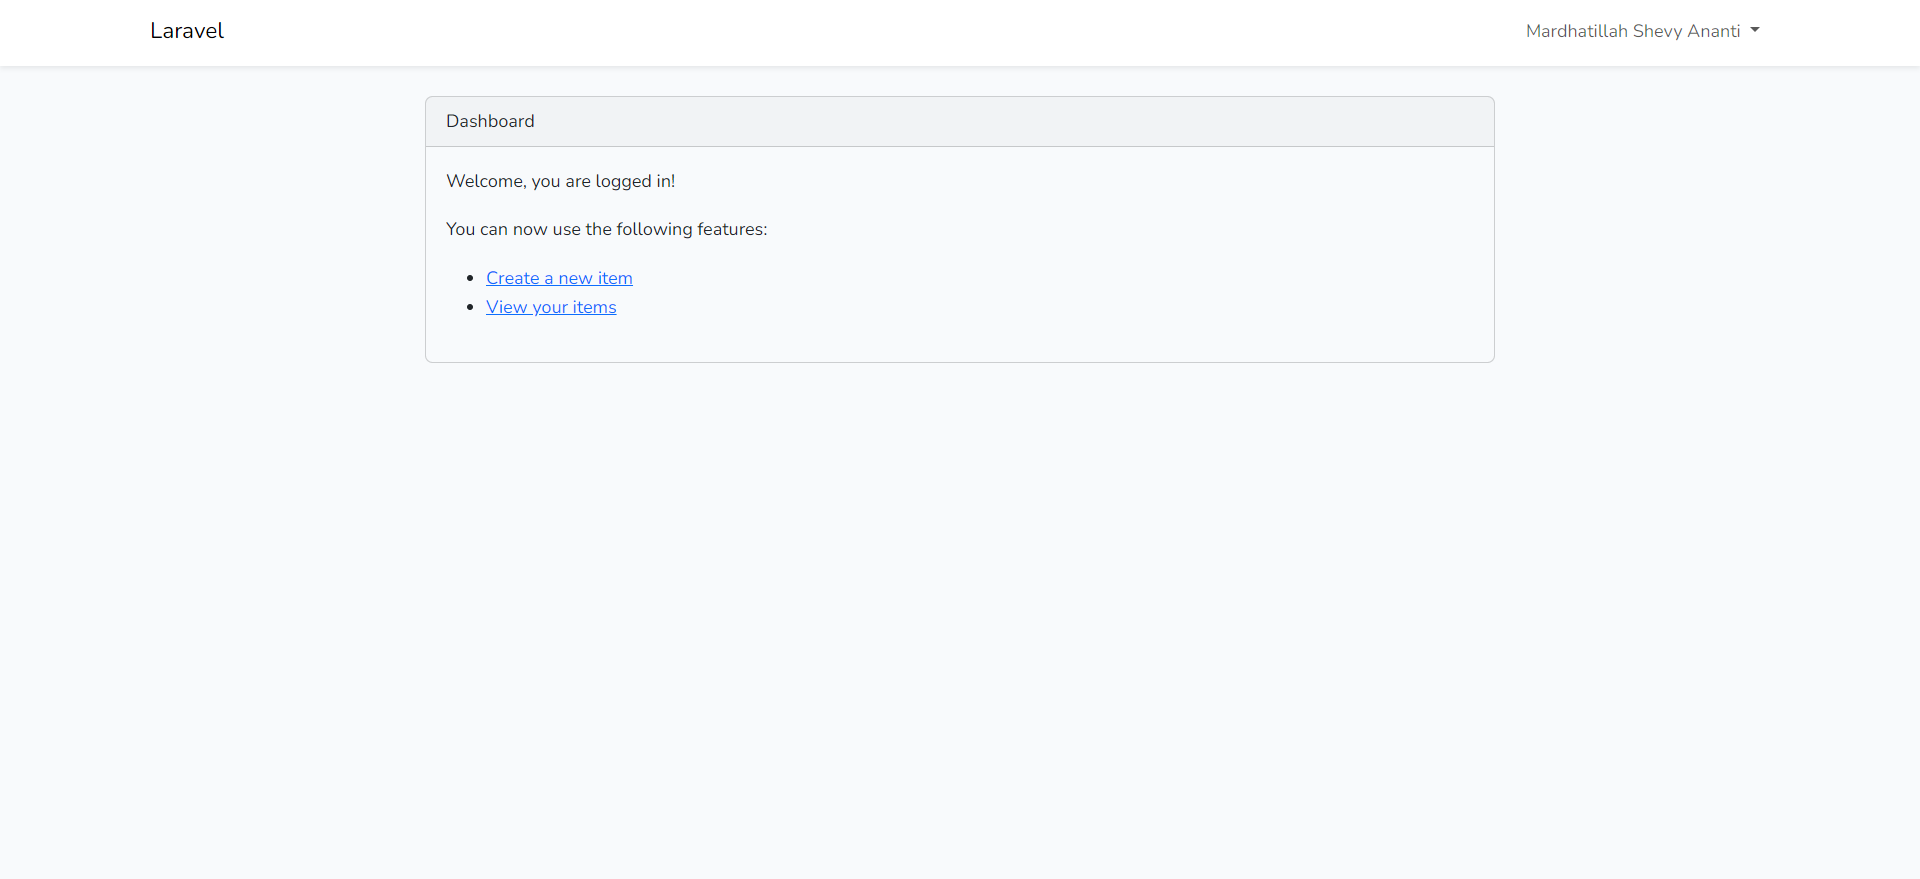 Laravel
Mardhatillah Shevy Ananti
Dashboard
Welcome, you are logged in!
You can now use the following features:
Create a new item
View your items